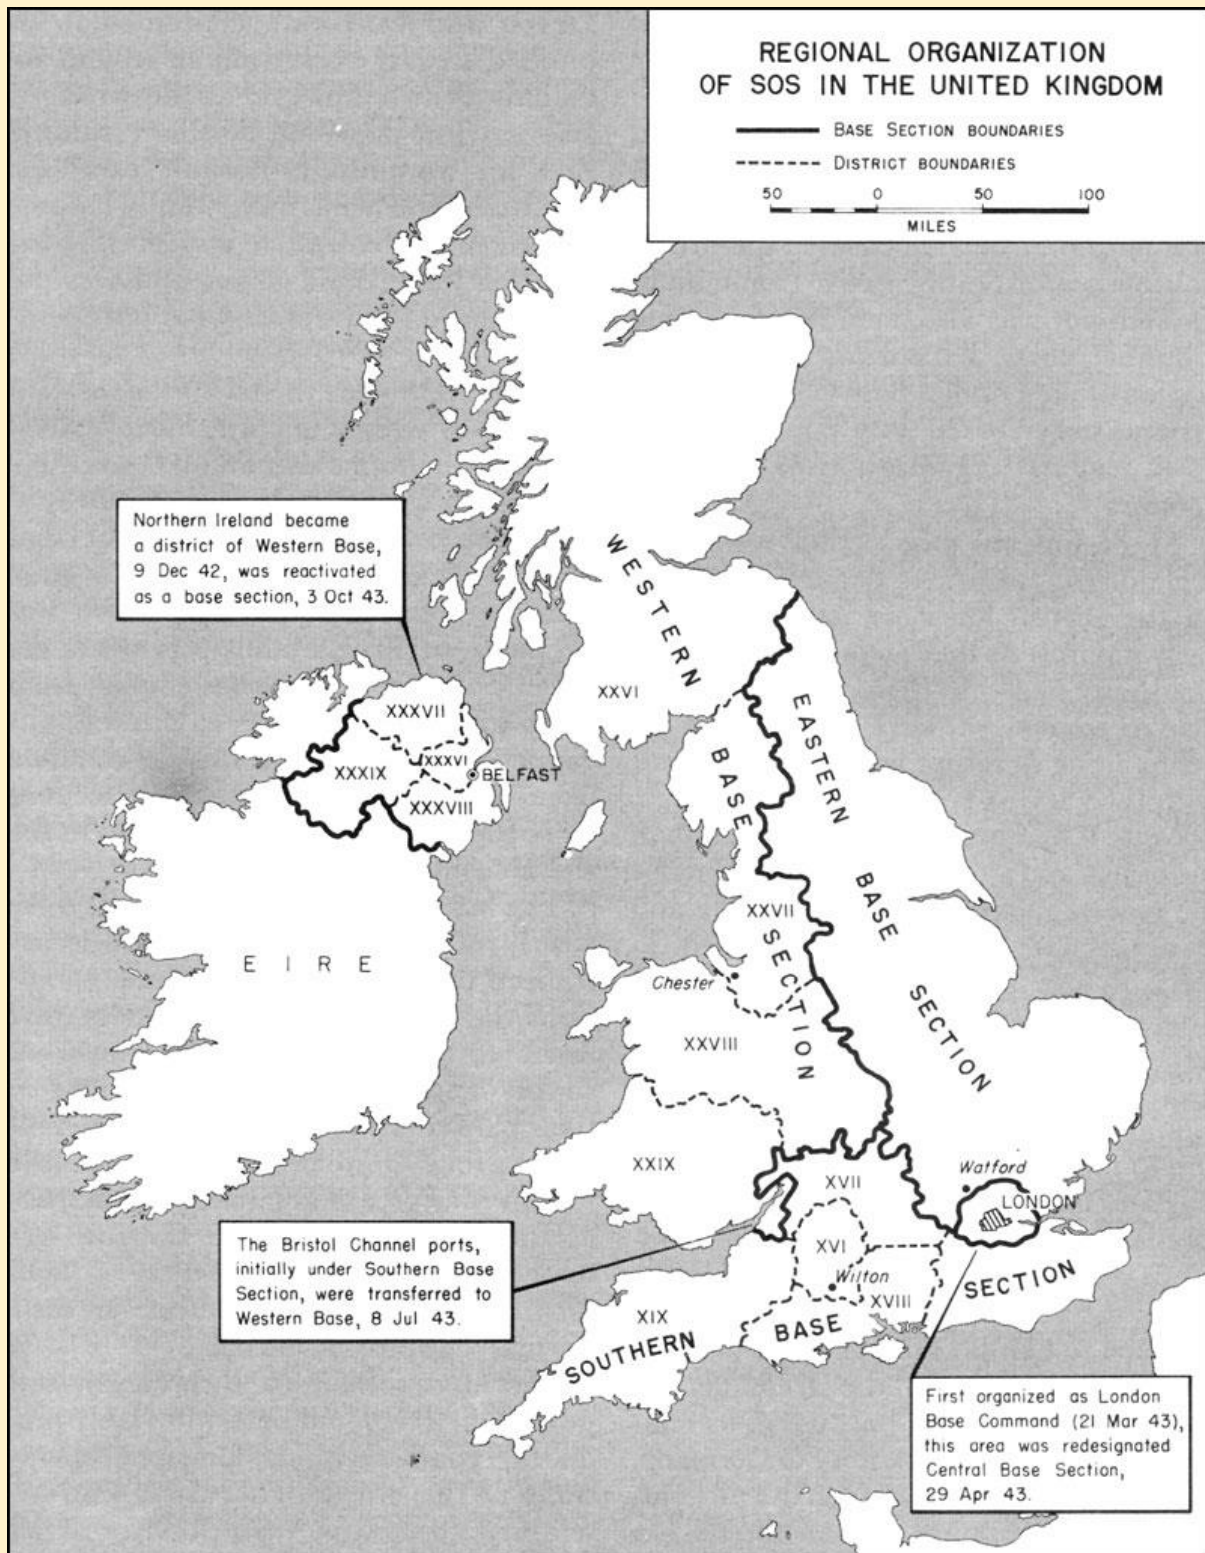 REGIONAL ORGANIZATION
OF SOS IN THE UNITED KINGDOM
BASE SECTION BOUNDARIES
DISTRICT BOUNDARIES
50 0 50 100
MILES
Northern Ireland became
a district of Western Base,
9 Dec 42, was reactivated
as a base section, 3 Oct 43.
WESTERN
XXVI
XXXVII
EASTERN
BASE
XXXVI
XXXIX
BELFAST
XXXVIII
BASE
XXVII
SECTION
BASE
EIRE
Chester
SECTION
XXVIII
XXIX
XVII
Watford
LONDON
The Bristol Channel ports,
initially under Southern Base
Section, were transferred to
Western Base, 8 Jul 43.
XVI
Wilton
XVIII
SECTION
XIX
BASE
SOUTHERN
First organized as London
Base Command (21 Mar 43),
this area was redesignated
Central Base Section,
29 Apr 43.